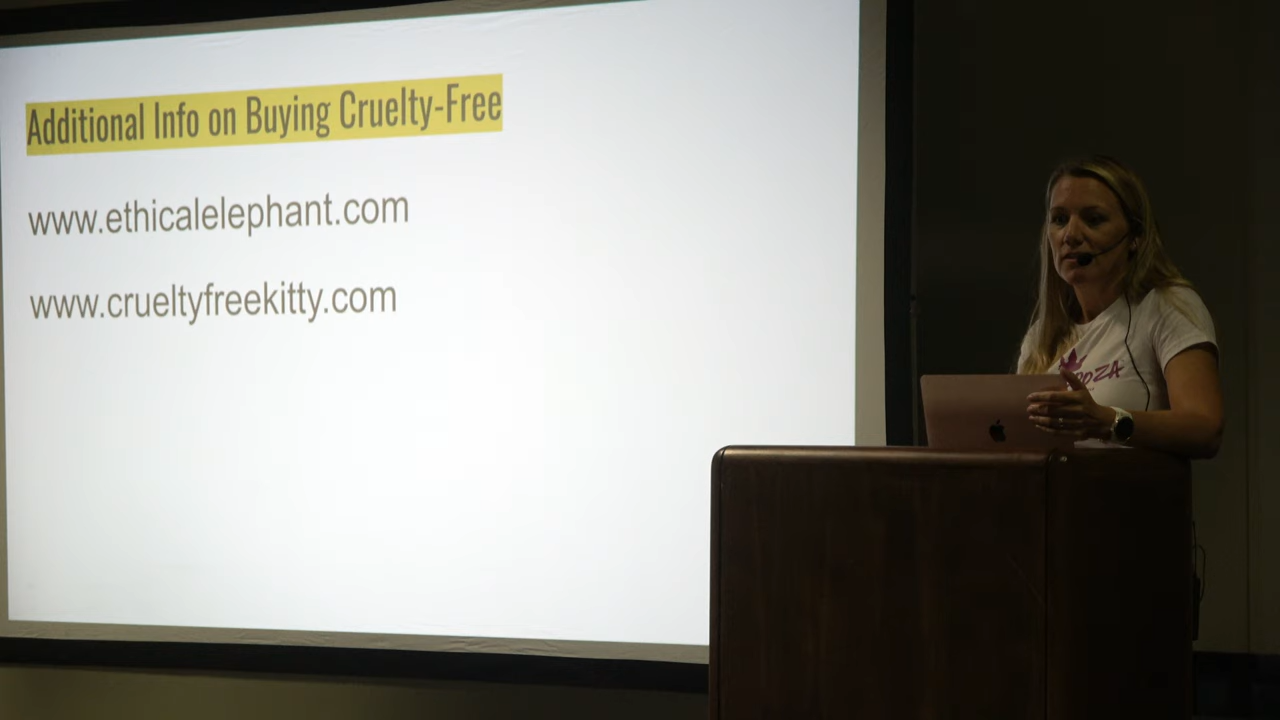 Additional Info on Buying Cruelty-Free
www.ethicalelephant.com
www.crueltyfreekitty.com